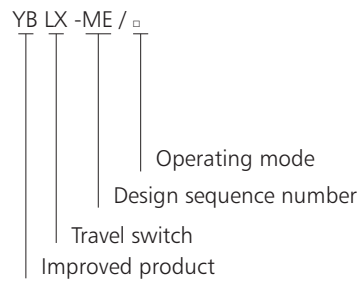 YB LX -ME / □
Operating mode
Design sequence number
Travel switch
Improved product